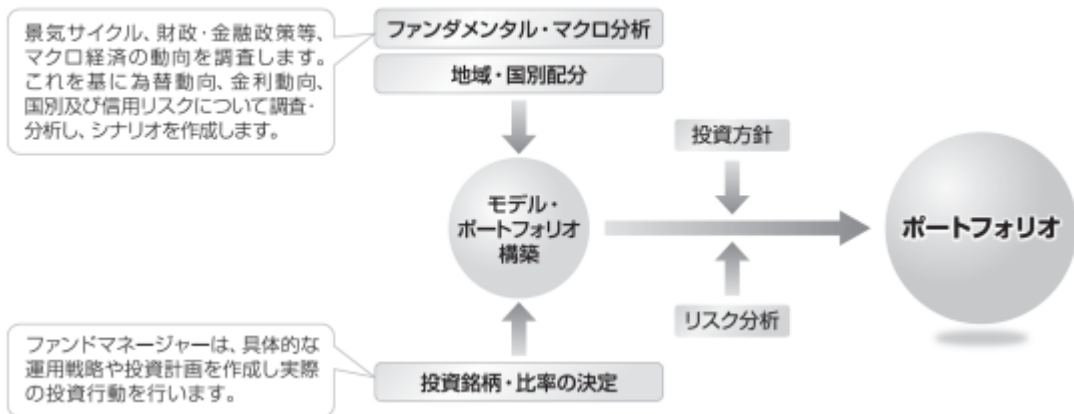 景気サイクル、財政・金融政策等、
マクロ経済の動向を調査します。
これを基に為替動向、金利動向、
国別及び信用リスクについて調査・
分析し、シナリオを作成します。
ファンダメンタル・マクロ分析
地域・国別配分
モデル・
ポートフォリオ
構築
投資方針
リスク分析
ポートフォリオ
ファンドマネージャーは、具体的な
運用戦略や投資計画を作成し実際
の投資行動を行います。
投資銘柄・比率の決定